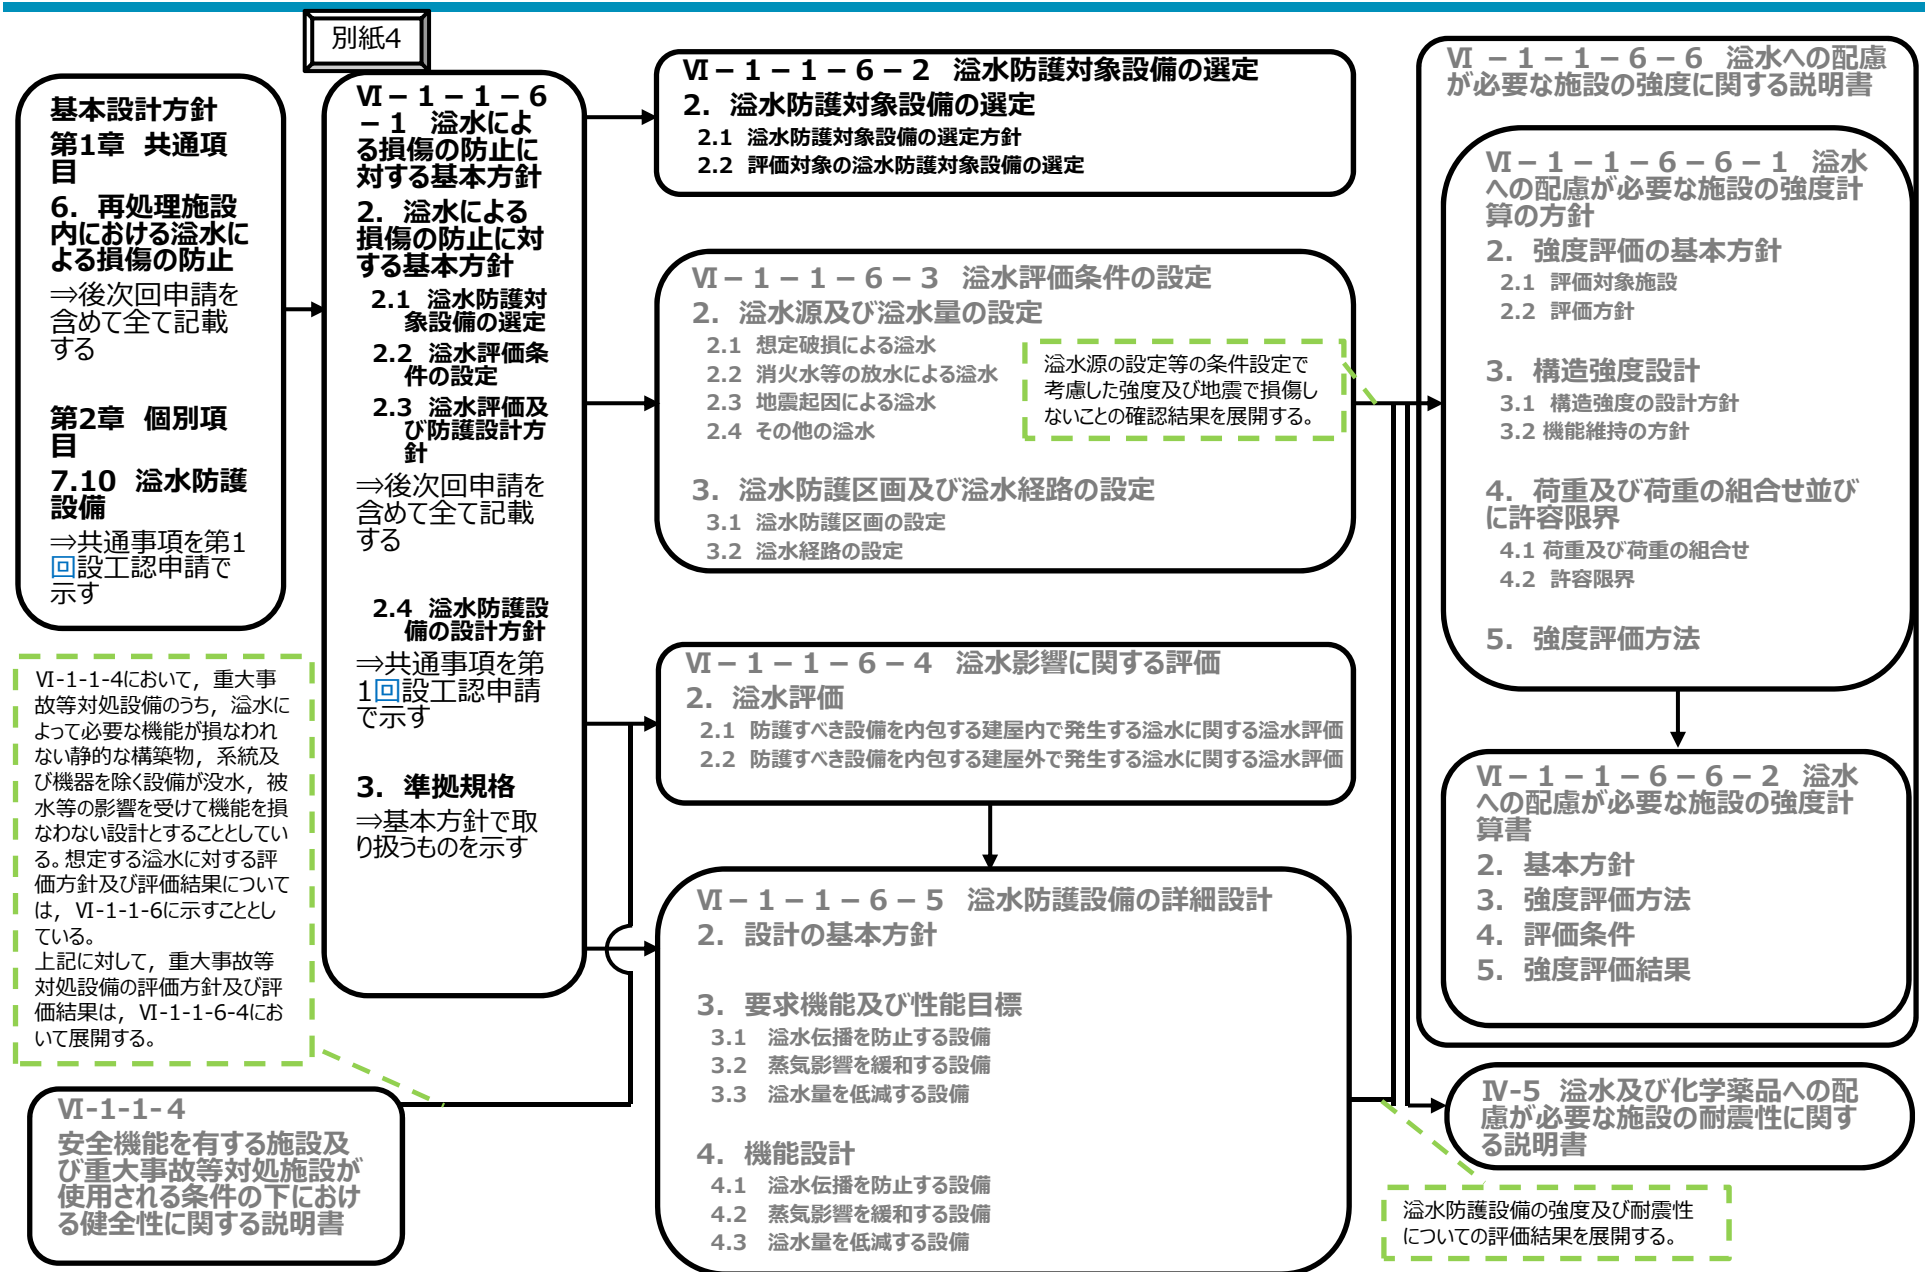 別紙4
基本設計方針
第1章 共通項
目
6. 再処理施設
内における溢水に
よる損傷の防止
⇒後次回申請を
含めて全て記載
する
第2章 個別項
目
7.10 溢水防護
設備
⇒共通事項を第1
回設工認申請で
示す
Ⅵ-1-1-4において，重大事
故等対処設備のうち，溢水に
よって必要な機能が損なわれ
ない静的な構築物，系統及
び機器を除く設備が没水，被
水等の影響を受けて機能を損
なわない設計とすることとしてい
る。想定する溢水に対する評
価方針及び評価結果について
は，Ⅵ-1-1-6に示すこととし
ている。
上記に対して，重大事故等
対処設備の評価方針及び評
価結果は，Ⅵ-1-1-6-4にお
いて展開する。
Ⅵ-1-1-4
安全機能を有する施設及
び重大事故等対処施設が
使用される条件の下におけ
る健全性に関する説明書
Ⅵ－1－1－6
－1 溢水によ
る損傷の防止に
対する基本方針
2. 溢水による
損傷の防止に対
する基本方針
2.1 溢水防護対
象設備の選定
2.2 溢水評価条
件の設定
2.3 溢水評価及
び防護設計方
針
⇒後次回申請を
含めて全て記載
する
2.4 溢水防護設
備の設計方針
⇒共通事項を第
1回設工認申請
で示す
3. 準拠規格
⇒基本方針で取
り扱うものを示す
Ⅵ－1－1－6－2 溢水防護対象設備の選定
2. 溢水防護対象設備の選定
2.1 溢水防護対象設備の選定方針
2.2 評価対象の溢水防護対象設備の選定
Ⅵ－1－1－6－3 溢水評価条件の設定
2. 溢水源及び溢水量の設定
2.1 想定破損による溢水
2.2 消火水等の放水による溢水
2.3 地震起因による溢水
2.4 その他の溢水
3. 溢水防護区画及び溢水経路の設定
3.1 溢水防護区画の設定
3.2 溢水経路の設定
溢水源の設定等の条件設定で
考慮した強度及び地震で損傷し
ないことの確認結果を展開する。
Ⅵ－1－1－6－4 溢水影響に関する評価
2. 溢水評価
2.1 防護すべき設備を内包する建屋内で発生する溢水に関する溢水評価
2.2 防護すべき設備を内包する建屋外で発生する溢水に関する溢水評価
Ⅵ－1－1－6－5 溢水防護設備の詳細設計
2. 設計の基本方針
3. 要求機能及び性能目標
3.1 溢水伝播を防止する設備
3.2 蒸気影響を緩和する設備
3.3 溢水量を低減する設備
4. 機能設計
4.1 溢水伝播を防止する設備
4.2 蒸気影響を緩和する設備
4.3 溢水量を低減する設備
Ⅵ－1－1－6－6 溢水への配慮
が必要な施設の強度に関する説明書
Ⅵ－1－1－6－6－1 溢水
への配慮が必要な施設の強度計
算の方針
2. 強度評価の基本方針
2.1 評価対象施設
2.2 評価方針
3. 構造強度設計
3.1 構造強度の設計方針
3.2 機能維持の方針
4. 荷重及び荷重の組合せ並び
に許容限界
4.1 荷重及び荷重の組合せ
4.2 許容限界
5. 強度評価方法
Ⅵ－1－1－6－6－2 溢水
への配慮が必要な施設の強度計
算書
2. 基本方針
3. 強度評価方法
4. 評価条件
5. 強度評価結果
Ⅳ-5 溢水及び化学薬品への配
慮が必要な施設の耐震性に関す
る説明書
溢水防護設備の強度及び耐震性
についての評価結果を展開する。